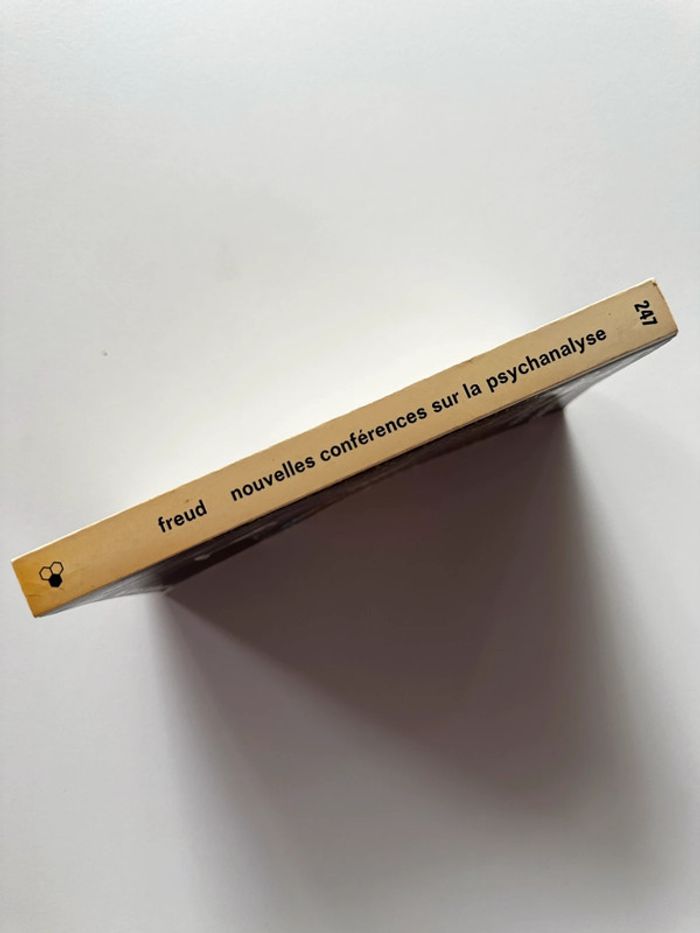 freud nouvelles conférences sur la psychanalyse
247